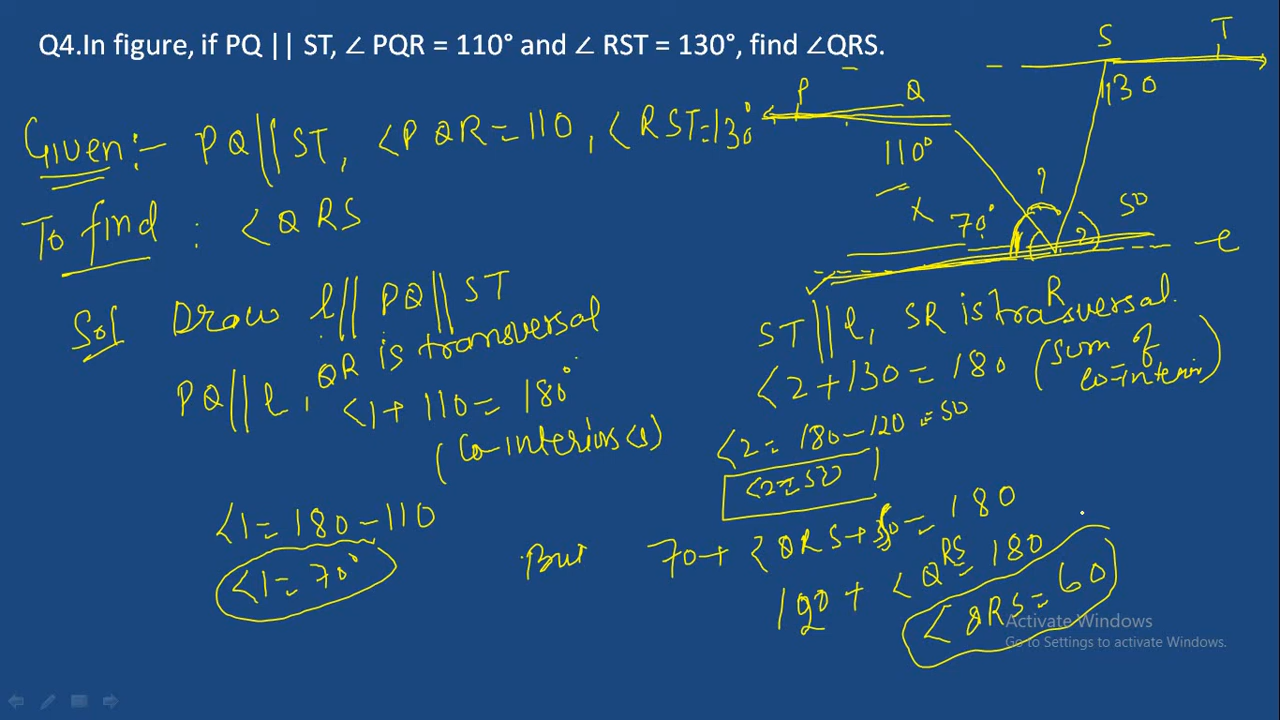 Q4.In figure, if PQ || ST, ∠ PQR = 110° and ∠ RST = 130°, find ∠QRS.
S T
P Q 130
110°
? 50
x 70° 2 l
R
Given:- PQ||ST, <PQR=110, <RST=130°
To find : <QRS
Sol Draw l||PQ||ST
PQ||l, QR is transversal
<1+ 110= 180°
(Co-interiors <s)
<1= 180-110
<1= 70°
ST||l, SR is trasversal.
<2+130=180 (Sum of
co-interior)
<2= 180-120 = 50
<2=50
But 70+ <QRS+50=180
120+ <QRS=180
<QRS=60
Activate Windows
Go to Settings to activate Windows.